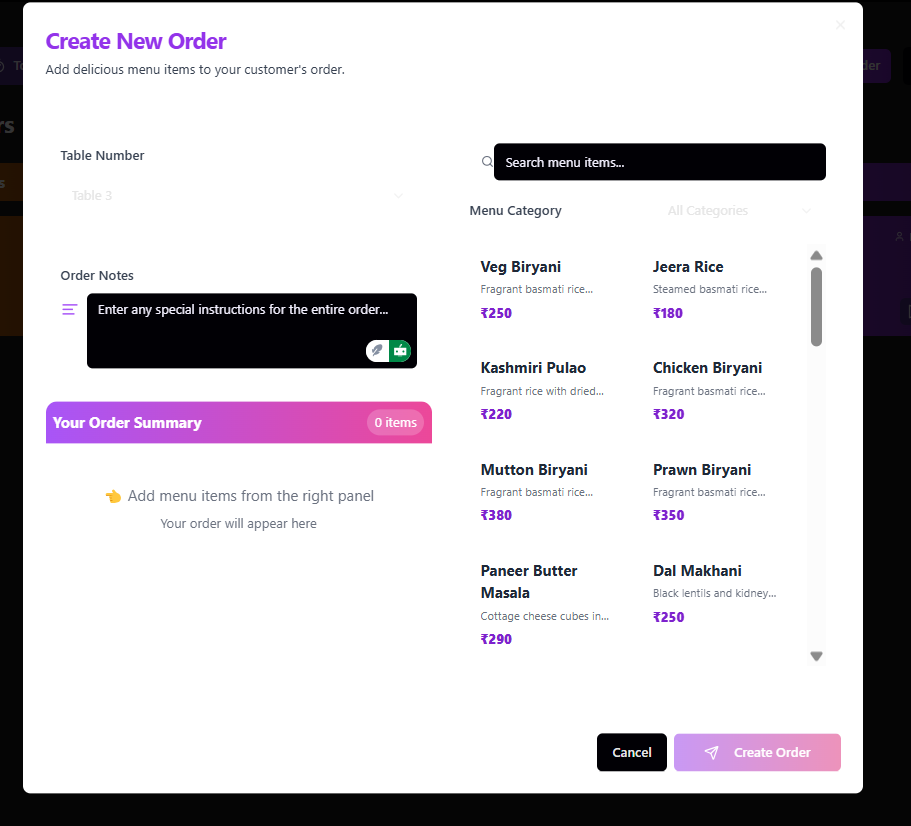 Create New Order
Add delicious menu items to your customer's order.
Table Number
Table 3
Order Notes
Enter any special instructions for the entire order...
Your Order Summary
0 items
👈 Add menu items from the right panel
Your order will appear here
Search menu items...
Menu Category
All Categories
Veg Biryani
Fragrant basmati rice...
₹250
Jeera Rice
Steamed basmati rice...
₹180
Kashmiri Pulao
Fragrant rice with dried...
₹220
Chicken Biryani
Fragrant basmati rice...
₹320
Mutton Biryani
Fragrant basmati rice...
₹380
Prawn Biryani
Fragrant basmati rice...
₹350
Paneer Butter
Masala
Cottage cheese cubes in...
₹290
Dal Makhani
Black lentils and kidney...
₹250
Cancel
Create Order